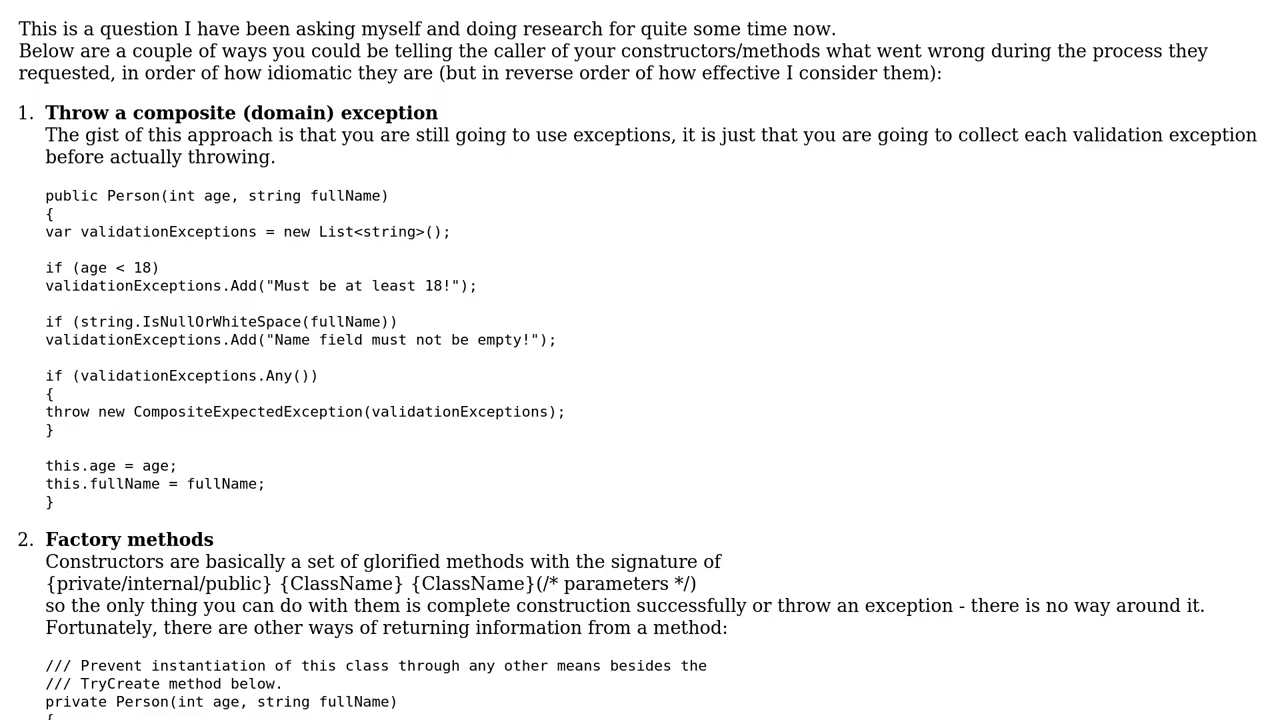 This is a question I have been asking myself and doing research for quite some time now.
Below are a couple of ways you could be telling the caller of your constructors/methods what went wrong during the process they
requested, in order of how idiomatic they are (but in reverse order of how effective I consider them):
1. Throw a composite (domain) exception
The gist of this approach is that you are still going to use exceptions, it is just that you are going to collect each validation exception
before actually throwing.
public Person(int age, string fullName)
{
var validationExceptions = new List<string>();
if (age < 18)
validationExceptions.Add("Must be at least 18!");
if (string.IsNullOrWhiteSpace(fullName))
validationExceptions.Add("Name field must not be empty!");
if (validationExceptions.Any())
{
throw new CompositeExpectedException(validationExceptions);
}
this.age = age;
this.fullName = fullName;
}
2. Factory methods
Constructors are basically a set of glorified methods with the signature of
{private/internal/public} {ClassName} {ClassName}(/* parameters */)
so the only thing you can do with them is complete construction successfully or throw an exception - there is no way around it.
Fortunately, there are other ways of returning information from a method:
/// Prevent instantiation of this class through any other means besides the
/// TryCreate method below.
private Person(int age, string fullName)
{